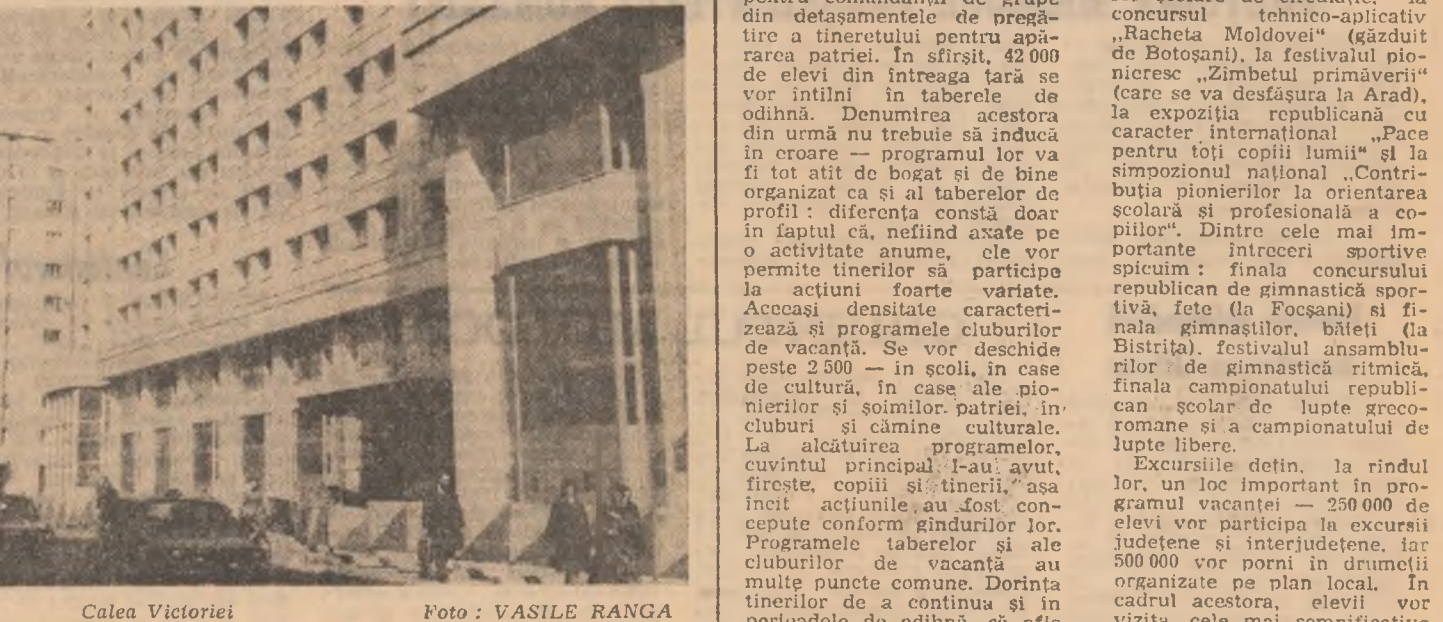 Calea Victoriei
Foto : VASILE RANGA
pentru comandanții de grupe
din detașamentele de pregă-
tire a tineretului pentru apă-
rarea patriei. În sfîrșit, 42 000
de elevi din întreaga țară se
vor întîlni în taberele de
odihnă. Denumirea acestora
din urmă nu trebuie să inducă
în eroare — programul lor va
fi tot atît de bogat și de bine
organizat ca și al taberelor de
profil : diferența constă doar
în faptul că, nefiind axate pe
o activitate anume, ele vor
permite tinerilor să participe
la acțiuni foarte variate.
Aceeași densitate caracteri-
zează și programele cluburilor
de vacanță. Se vor deschide
peste 2 500 — în școli, în case
de cultură, în case ale pio-
nierilor și șoimilor patriei, în
cluburi și cămine culturale.
La alcătuirea programelor,
cuvîntul principal l-au avut,
firește, copiii și tinerii, așa
încît acțiunile au fost con-
cepute conform gîndurilor lor.
Programele taberelor și ale
cluburilor de vacanță au
multe puncte comune. Dorința
tinerilor de a continua și în
perioadele de odihnă să afle
concursul tehnico-aplicativ
„Racheta Moldovei“ (găzduit
de Botoșani), la festivalul pio-
nieresc „Zîmbetul primăverii“
(care se va desfășura la Arad),
la expoziția republicană cu
caracter internațional „Pace
pentru toți copiii lumii“ și la
simpozionul național „Contri-
buția pionierilor la orientarea
școlară și profesională a co-
piilor“. Dintre cele mai im-
portante întreceri sportive
spicuim : finala concursului
republican de gimnastică spor-
tivă, fete (la Focșani) și fi-
nala gimnaștilor, băieți (la
Bistrița), festivalul ansamblu-
rilor de gimnastică ritmică,
finala campionatului republi-
can școlar de lupte greco-
romane și a campionatului de
lupte libere.
Excursiile dețin, la rîndul
lor, un loc important în pro-
gramul vacanței — 250 000 de
elevi vor participa la excursii
județene și interjudețene, iar
500 000 vor porni în drumeții
organizate pe plan local. În
cadrul acestora, elevii vor
vizita cele mai semnificative